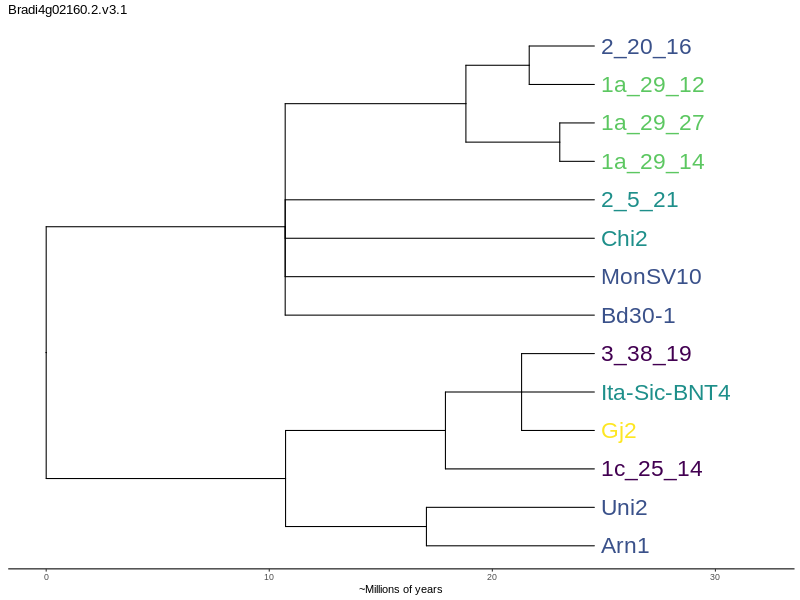 Bradi4g02160.2.v3.1
2_20_16
1a_29_12
1a_29_27
1a_29_14
2_5_21
Chi2
MonSV10
Bd30-1
3_38_19
Ita-Sic-BNT4
Gj2
1c_25_14
Uni2
Arn1
0 10 20 30
~Millions of years